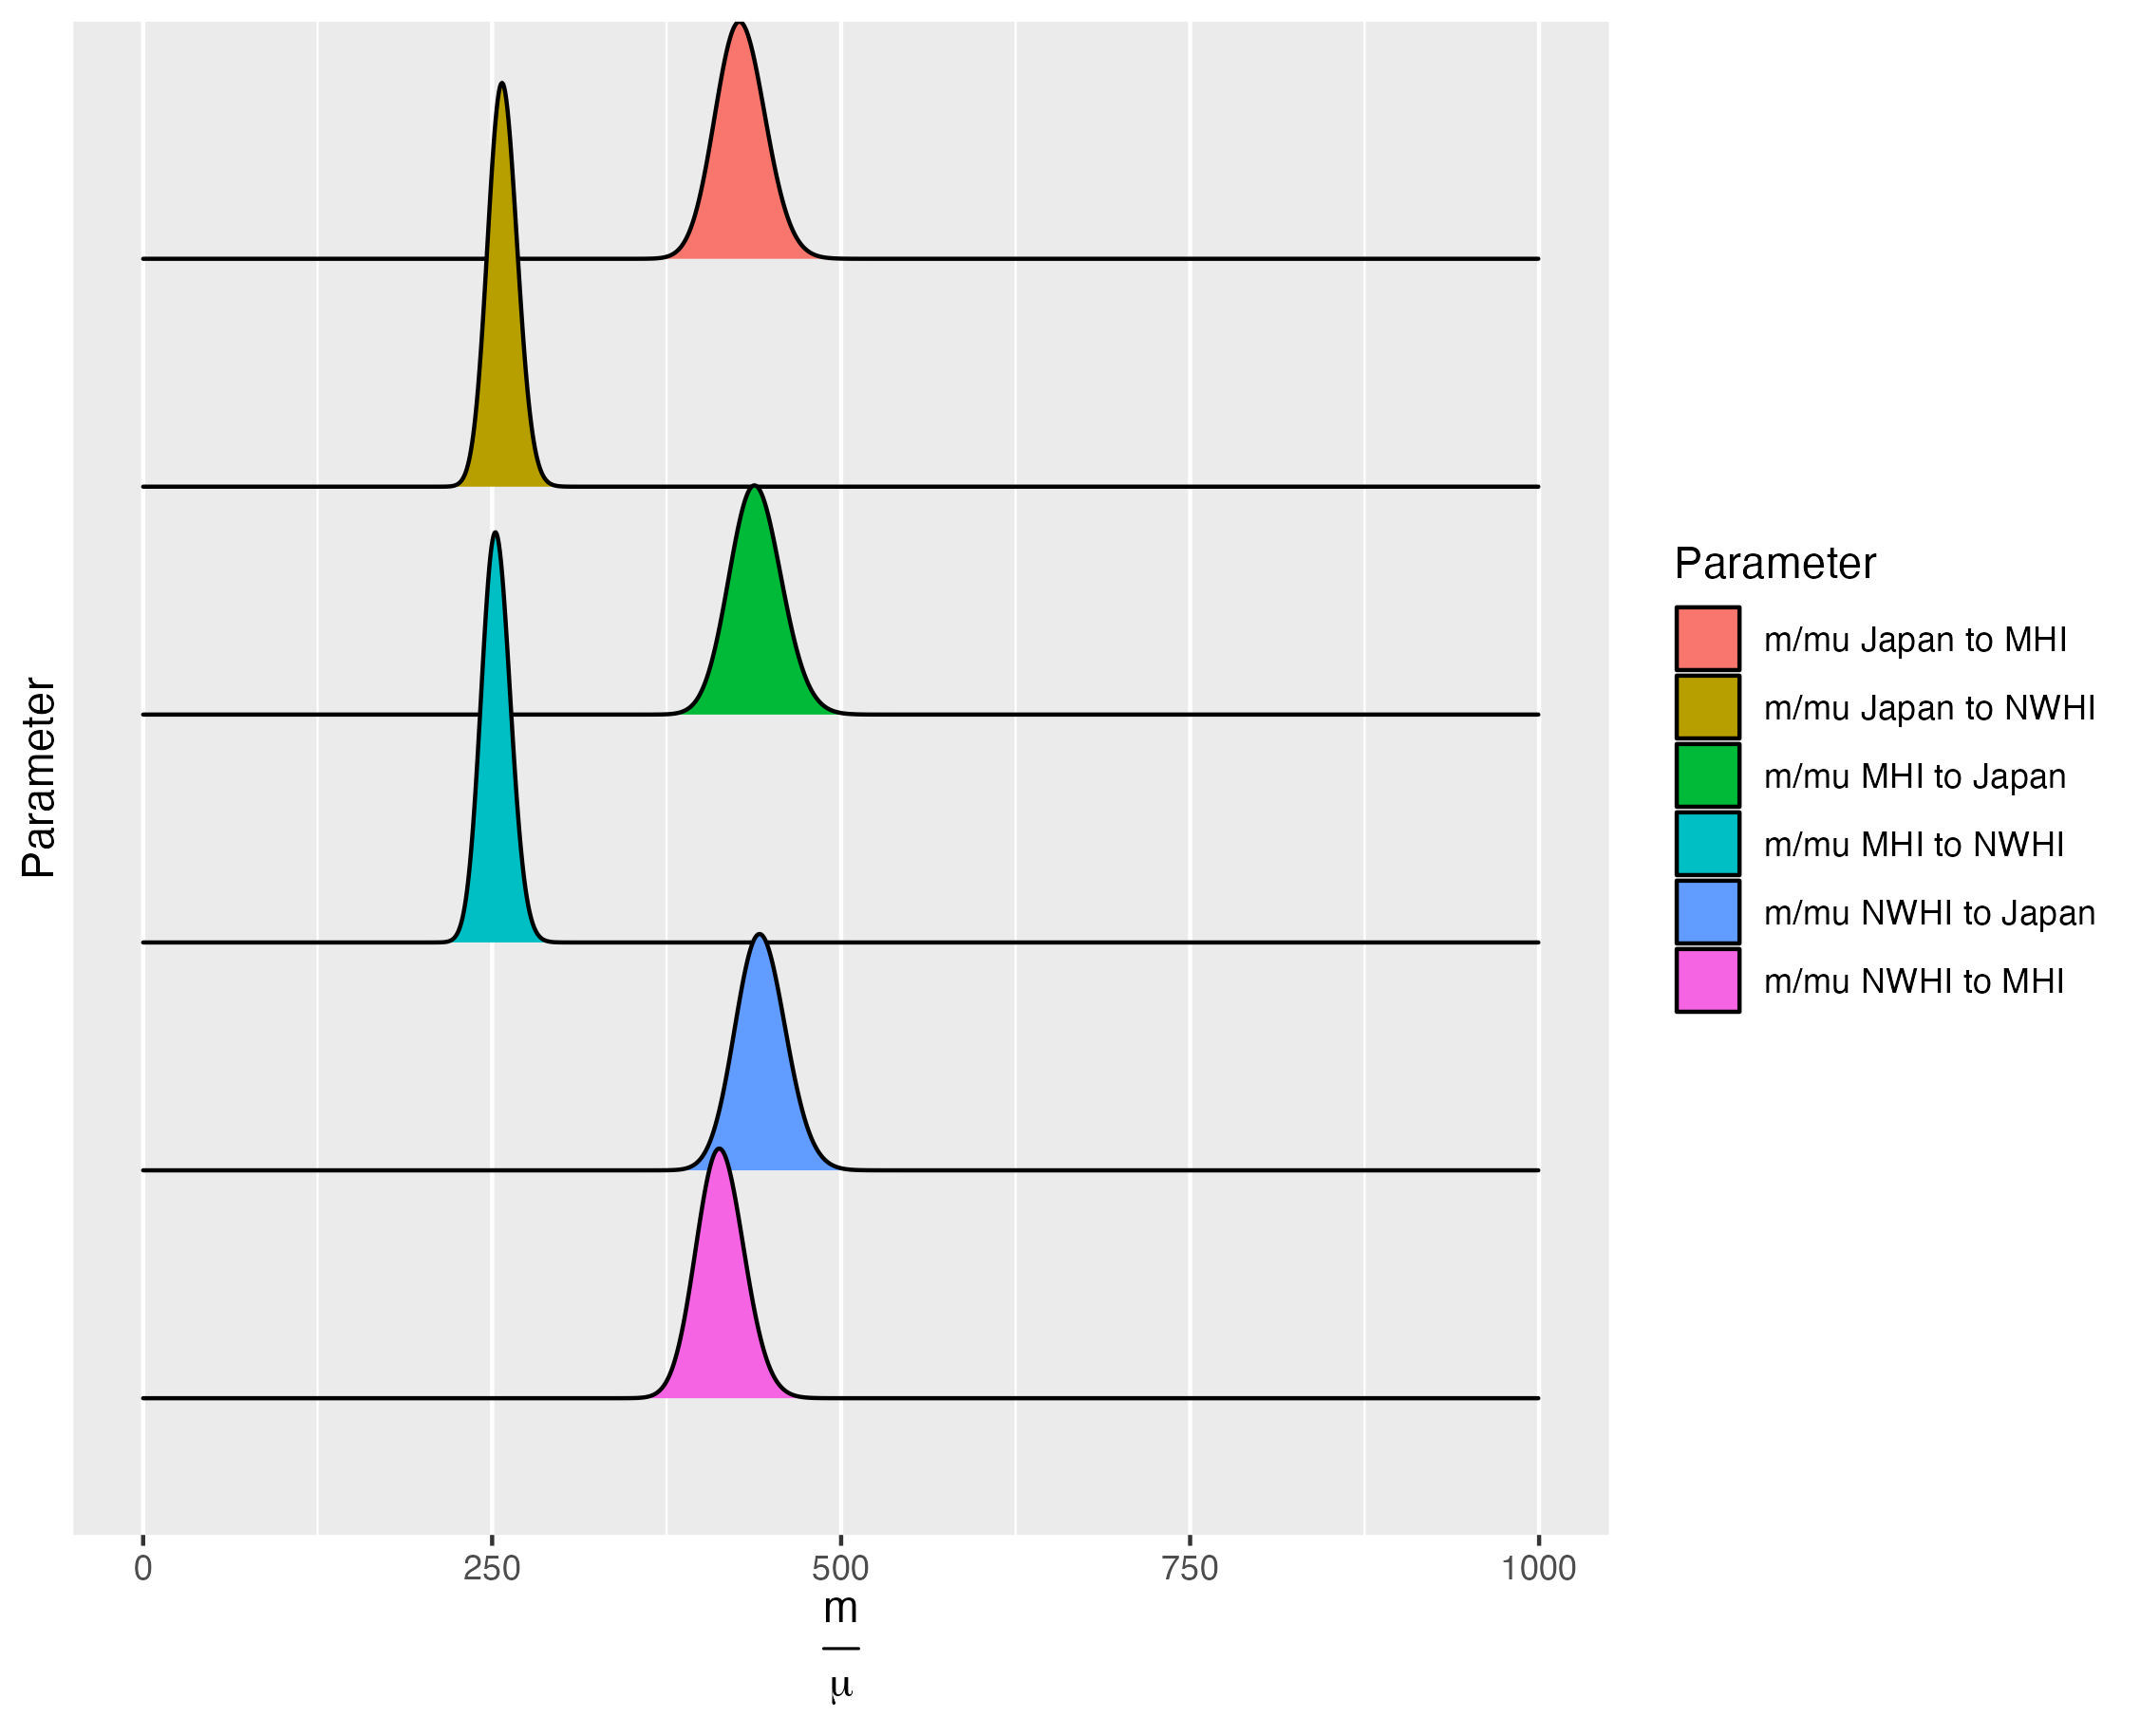 Parameter
0 250 500 750 1000
m
μ
Parameter
m/mu Japan to MHI
m/mu Japan to NWHI
m/mu MHI to Japan
m/mu MHI to NWHI
m/mu NWHI to Japan
m/mu NWHI to MHI